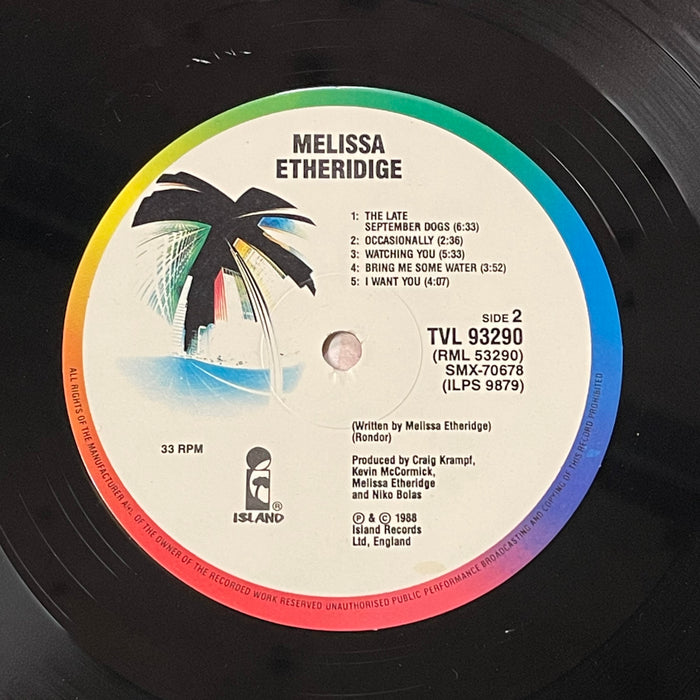 MELISSA
ETHERIDIGE
1: THE LATE
SEPTEMBER DOGS (6:33)
2: OCCASIONALLY (2:36)
3: WATCHING YOU (5:33)
4: BRING ME SOME WATER (3:52)
5: I WANT YOU (4:07)
SIDE 2
TVL 93290
(RML 53290)
SMX-70678
(ILPS 9879)
(Written by Melissa Etheridge)
(Rondor)
33 RPM
Produced by Craig Krampf,
Kevin McCormick,
Melissa Etheridge
and Niko Bolas
ISLAND ®
℗ & © 1988
Island Records
Ltd, England
ALL RIGHTS OF THE MANUFACTURER AND OF THE OWNER OF THE RECORDED WORK RESERVED UNAUTHORISED PUBLIC PERFORMANCE BROADCASTING AND COPYING OF THIS RECORD PROHIBITED